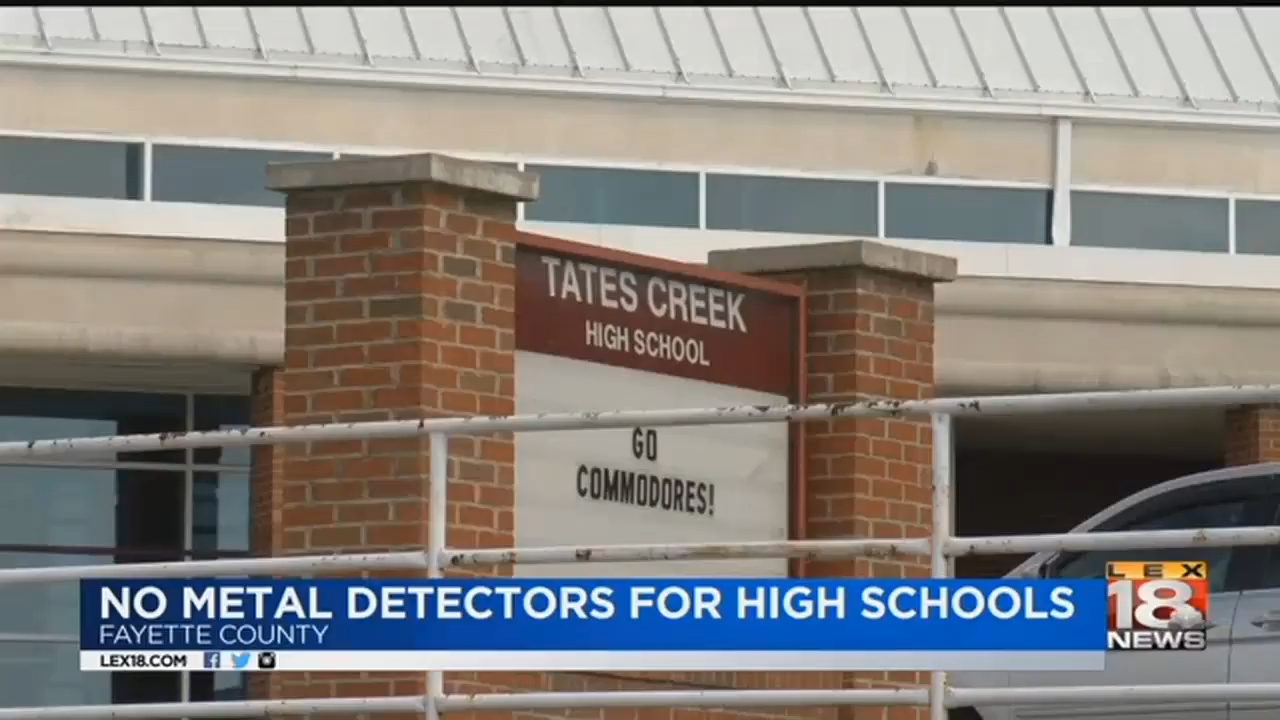 TATES CREEK
HIGH SCHOOL
GO
COMMODORES!
NO METAL DETECTORS FOR HIGH SCHOOLS
FAYETTE COUNTY
LEX18.COM
LEX
18
NEWS